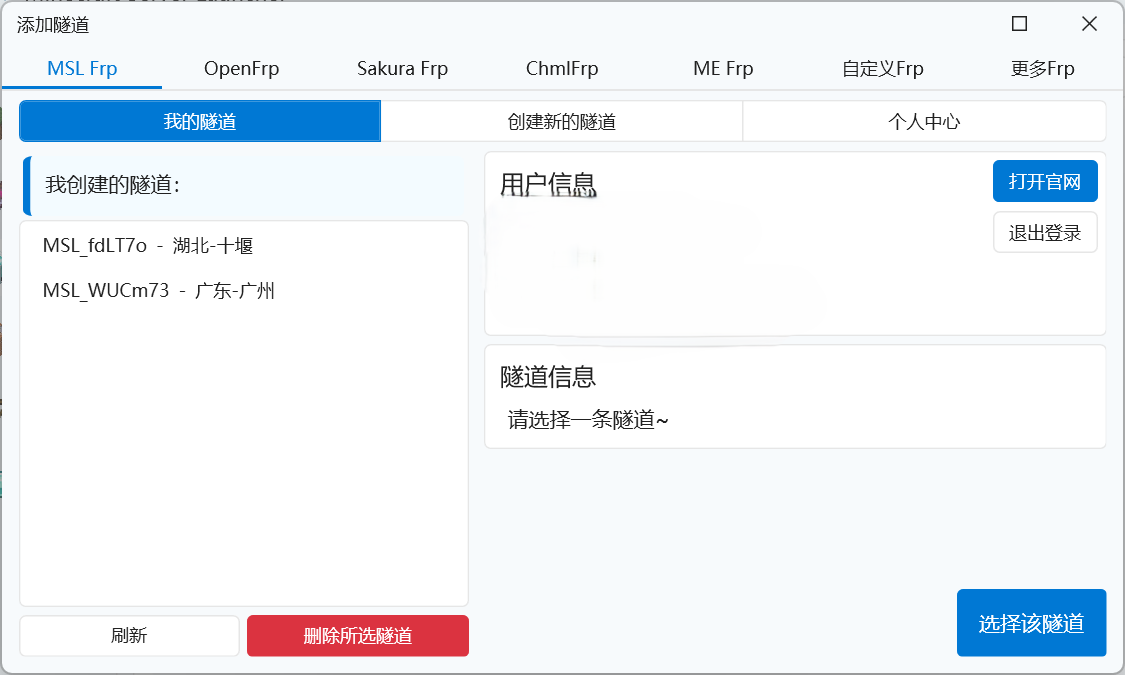 添加隧道
MSL Frp OpenFrp Sakura Frp ChmlFrp ME Frp 自定义Frp 更多Frp
我的隧道 创建新的隧道 个人中心
我创建的隧道:
MSL_fdLT7o - 湖北-十堰
MSL_WUCm73 - 广东-广州
刷新 删除所选隧道
用户信息
打开官网
退出登录
隧道信息
请选择一条隧道~
选择该隧道